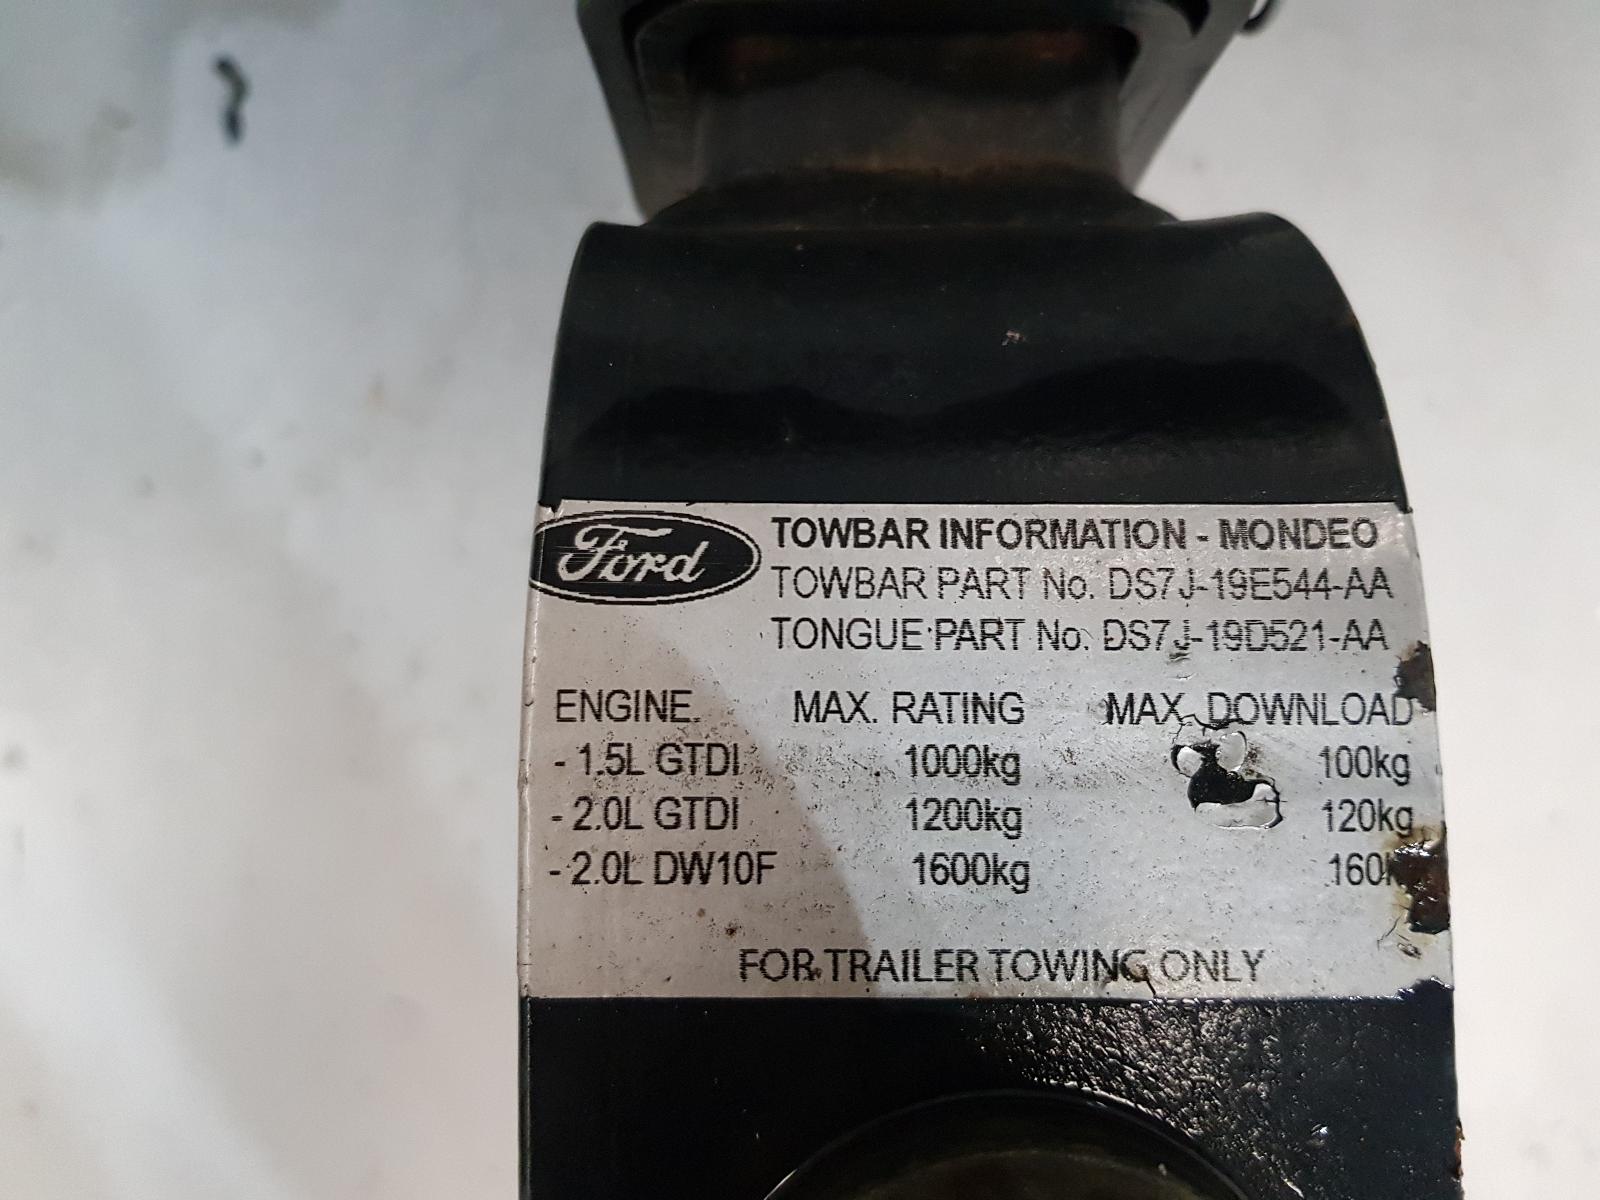 Ford
TOWBAR INFORMATION - MONDEO
TOWBAR PART No. DS7J-19E544-AA
TONGUE PART No. DS7J-19D521-AA
ENGINE. MAX. RATING MAX. DOWNLOAD
- 1.5L GTDI 1000kg 100kg
- 2.0L GTDI 1200kg 120kg
- 2.0L DW10F 1600kg 160k
FOR TRAILER TOWING ONLY